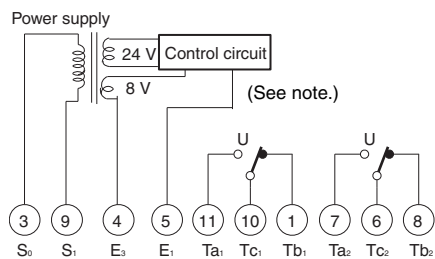 Power supply
24 V
Control circuit
8 V
(See note.)
U
U
3 9 4 5 11 10 1 7 6 8
S₀ S₁ E₃ E₁ Ta₁ Tc₁ Tb₁ Ta₂ Tc₂ Tb₂